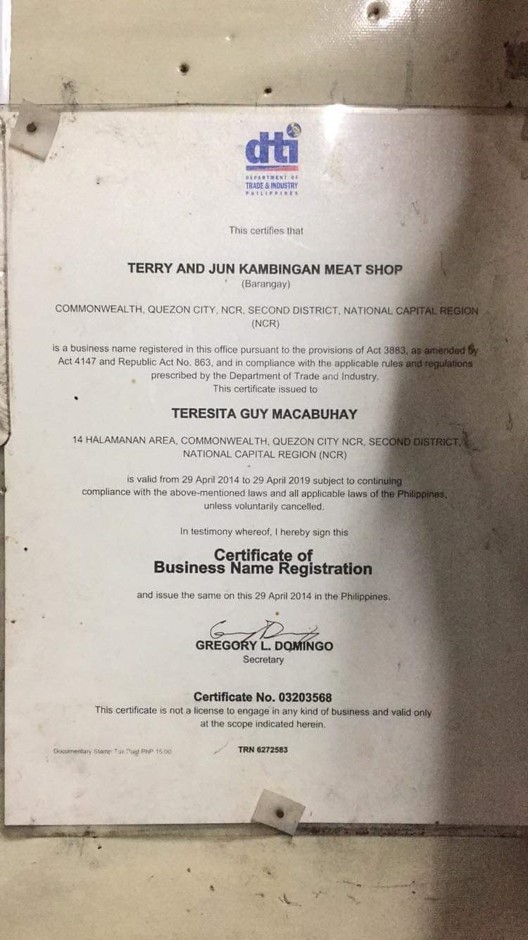 dti
DEPARTMENT OF
TRADE & INDUSTRY
PHILIPPINES
This certifies that
TERRY AND JUN KAMBINGAN MEAT SHOP
(Barangay)
COMMONWEALTH, QUEZON CITY, NCR, SECOND DISTRICT, NATIONAL CAPITAL REGION
(NCR)
is a business name registered in this office pursuant to the provisions of Act 3883, as amended by
Act 4147 and Republic Act No. 863, and in compliance with the applicable rules and regulations
prescribed by the Department of Trade and Industry.
This certificate issued to
TERESITA GUY MACABUHAY
14 HALAMANAN AREA, COMMONWEALTH, QUEZON CITY NCR, SECOND DISTRICT,
NATIONAL CAPITAL REGION (NCR)
is valid from 29 April 2014 to 29 April 2019 subject to continuing
compliance with the above-mentioned laws and all applicable laws of the Philippines,
unless voluntarily cancelled.
In testimony whereof, I hereby sign this
Certificate of
Business Name Registration
and issue the same on this 29 April 2014 in the Philippines.
GREGORY L. DOMINGO
Secretary
Certificate No. 03203568
This certificate is not a license to engage in any kind of business and valid only
at the scope indicated herein.
Documentary Stamp Tax PhP
TRN 6272583